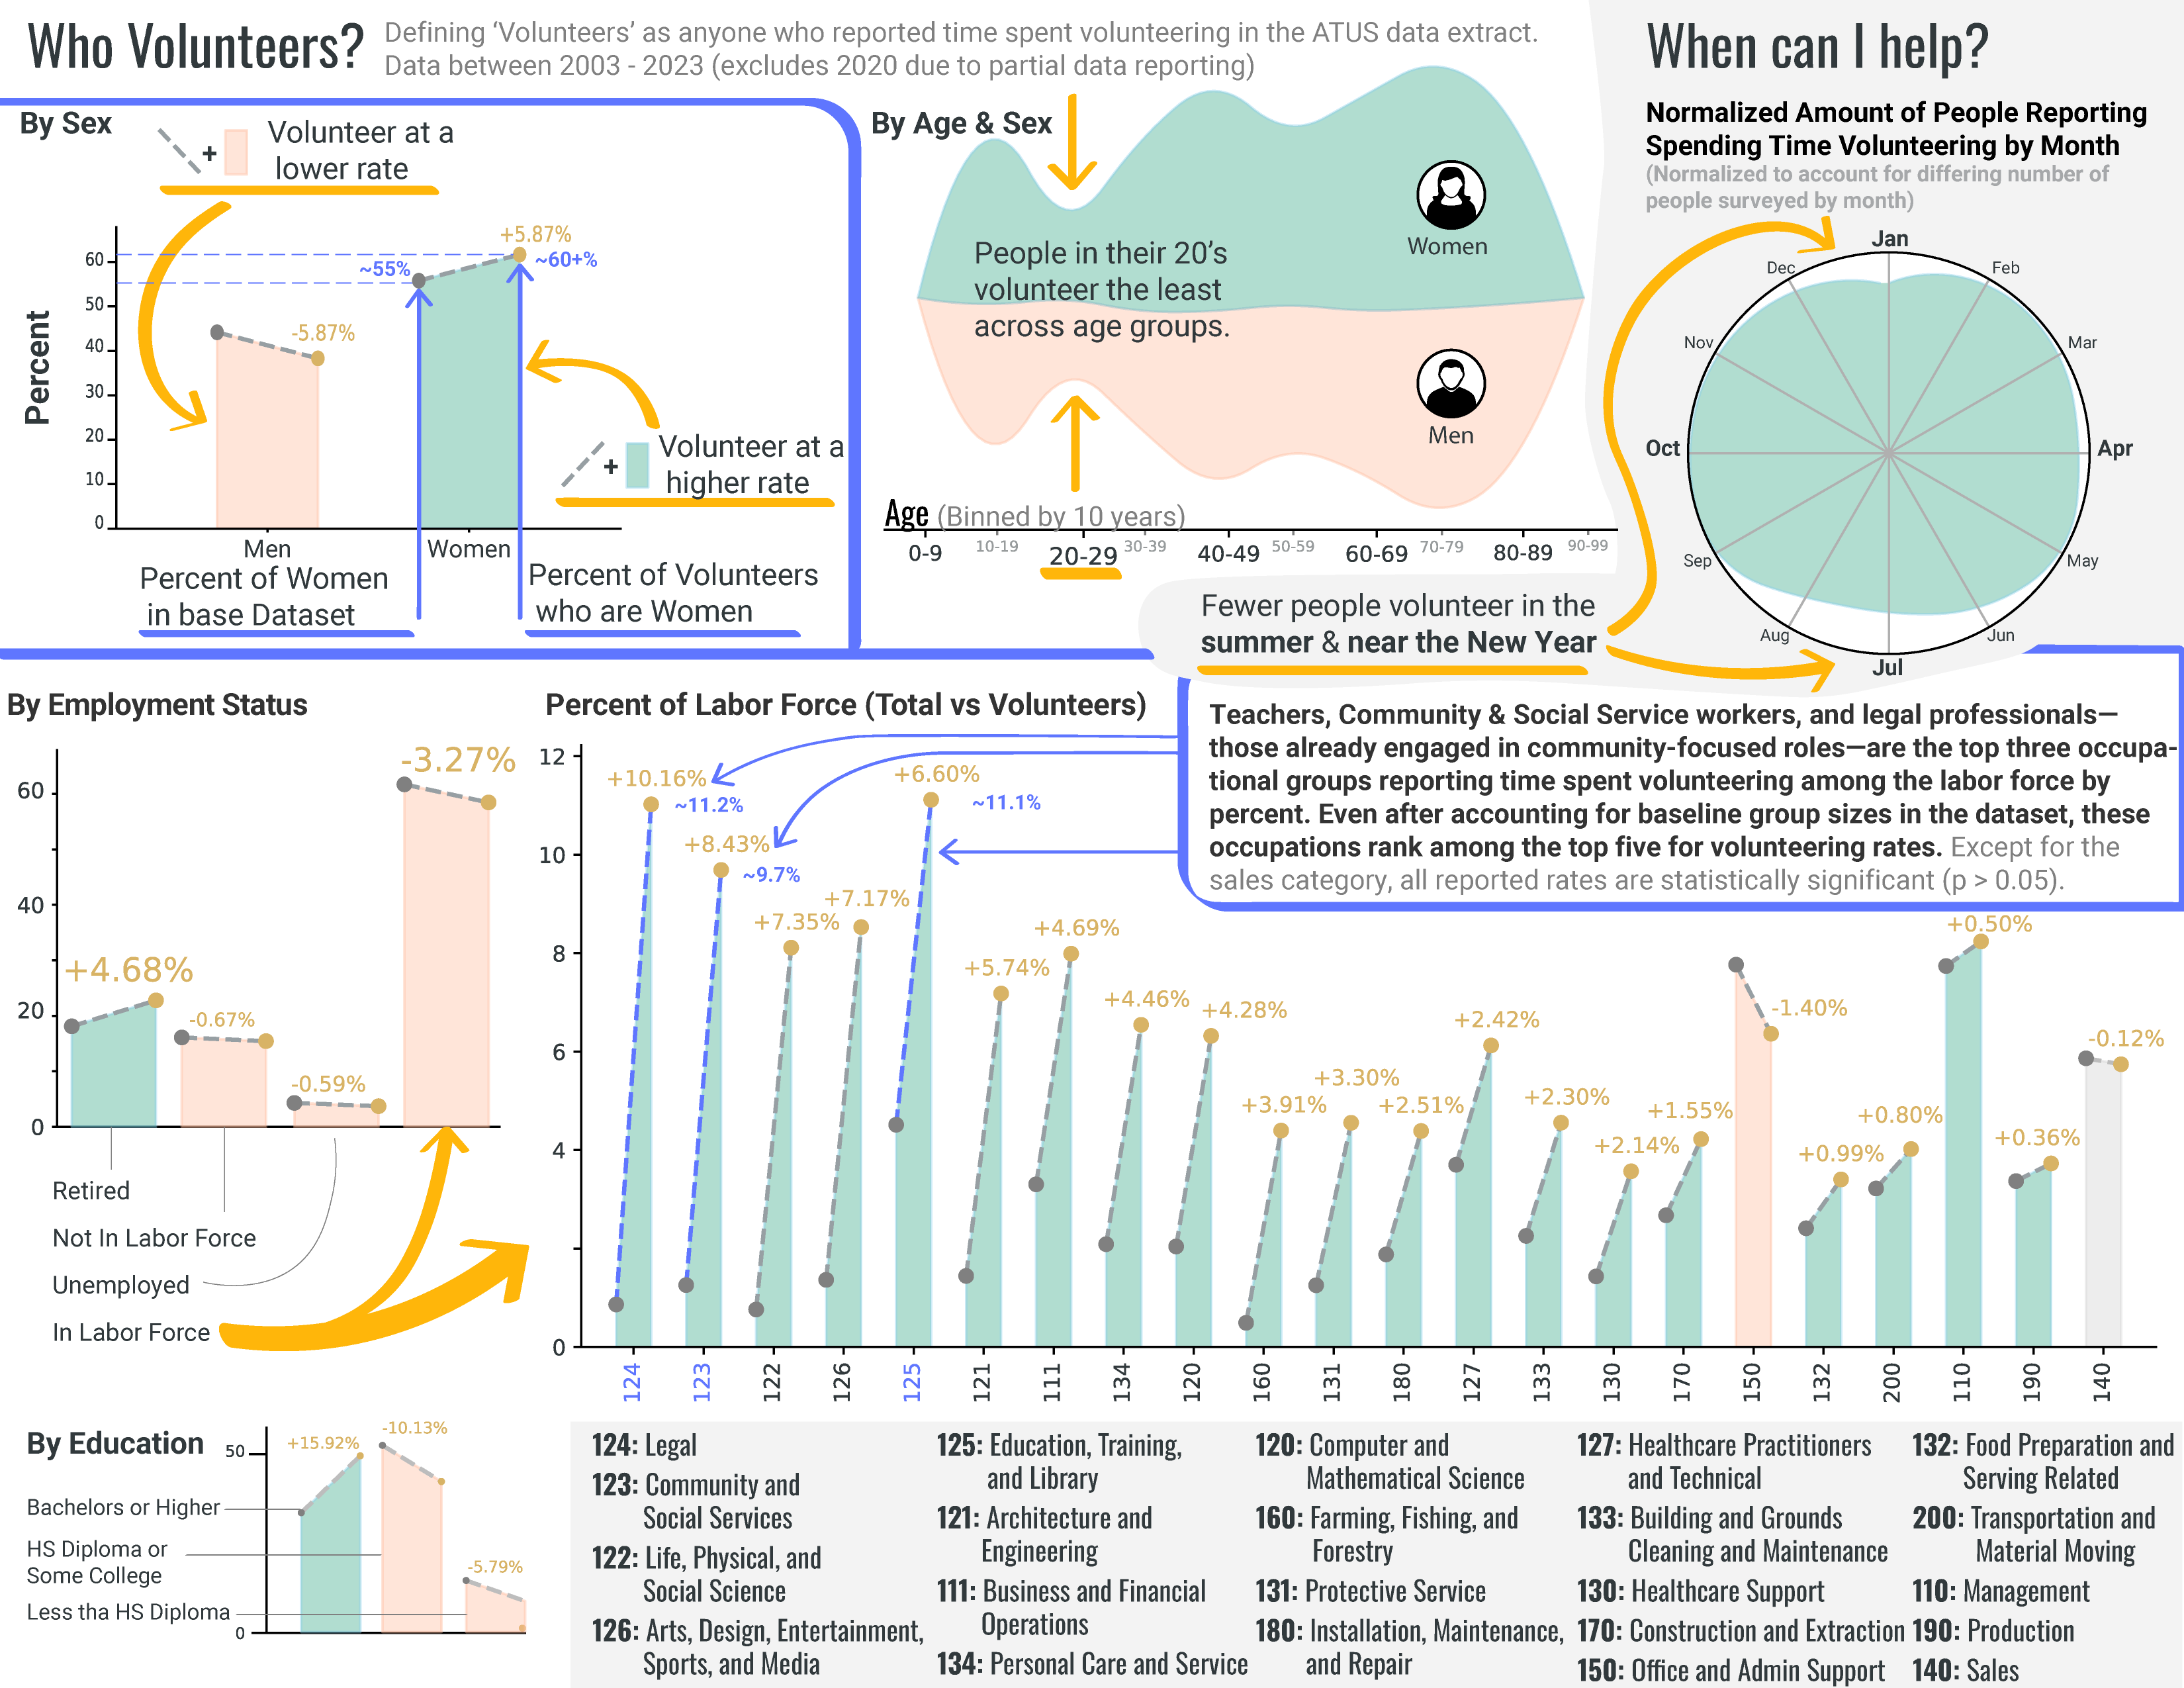 Who Volunteers?
Defining ‘Volunteers’ as anyone who reported time spent volunteering in the ATUS data extract.
Data between 2003 - 2023 (excludes 2020 due to partial data reporting)
By Sex
+
Volunteer at a
lower rate
Percent
60
50
40
30
20
10
0
-5.87%
~55%
+5.87%
~60+%
+
Volunteer at a
higher rate
Men
Women
Percent of Women
in base Dataset
Percent of Volunteers
who are Women
By Age & Sex
People in their 20’s
volunteer the least
across age groups.
Women
Men
Age (Binned by 10 years)
0-9
10-19
20-29
30-39
40-49
50-59
60-69
70-79
80-89
90-99
When can I help?
Normalized Amount of People Reporting
Spending Time Volunteering by Month
(Normalized to account for differing number of
people surveyed by month)
Jan
Feb
Mar
Apr
May
Jun
Jul
Aug
Sep
Oct
Nov
Dec
Fewer people volunteer in the
summer & near the New Year
By Employment Status
60
40
20
0
+4.68%
-0.67%
-0.59%
-3.27%
Retired
Not In Labor Force
Unemployed
In Labor Force
Percent of Labor Force (Total vs Volunteers)
Teachers, Community & Social Service workers, and legal professionals—
those already engaged in community-focused roles—are the top three occupa-
tional groups reporting time spent volunteering among the labor force by
percent. Even after accounting for baseline group sizes in the dataset, these
occupations rank among the top five for volunteering rates. Except for the
sales category, all reported rates are statistically significant (p > 0.05).
12
10
8
6
4
0
+10.16%
~11.2%
+8.43%
~9.7%
+7.35%
+7.17%
+6.60%
~11.1%
+5.74%
+4.69%
+4.46%
+4.28%
+3.91%
+3.30%
+2.51%
+2.42%
+2.30%
+2.14%
+1.55%
-1.40%
+0.99%
+0.80%
+0.50%
+0.36%
-0.12%
124
123
122
126
125
121
111
134
120
160
131
180
127
133
130
170
150
132
200
110
190
140
By Education
50
0
+15.92%
-10.13%
-5.79%
Bachelors or Higher
HS Diploma or
Some College
Less tha HS Diploma
124: Legal
123: Community and
Social Services
122: Life, Physical, and
Social Science
126: Arts, Design, Entertainment,
Sports, and Media
125: Education, Training,
and Library
121: Architecture and
Engineering
111: Business and Financial
Operations
134: Personal Care and Service
120: Computer and
Mathematical Science
160: Farming, Fishing, and
Forestry
131: Protective Service
180: Installation, Maintenance,
and Repair
127: Healthcare Practitioners
and Technical
133: Building and Grounds
Cleaning and Maintenance
130: Healthcare Support
170: Construction and Extraction
150: Office and Admin Support
132: Food Preparation and
Serving Related
200: Transportation and
Material Moving
110: Management
190: Production
140: Sales